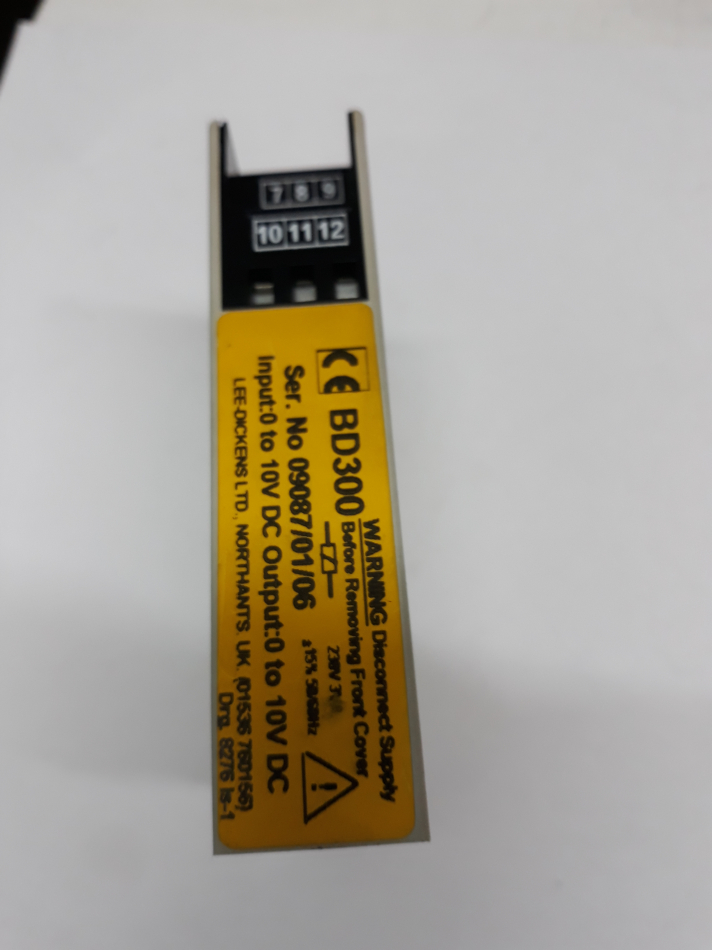 7 8 9
10 11 12
WARNING Disconnect Supply
Before Removing Front Cover
CE BD300
230V
±15% 50/60Hz
Ser. No 09087/01/06
Input:0 to 10V DC Output:0 to 10V DC
LEE-DICKENS LTD., NORTHANTS. UK. (01536 760156)
Drg. 8276 Is-1